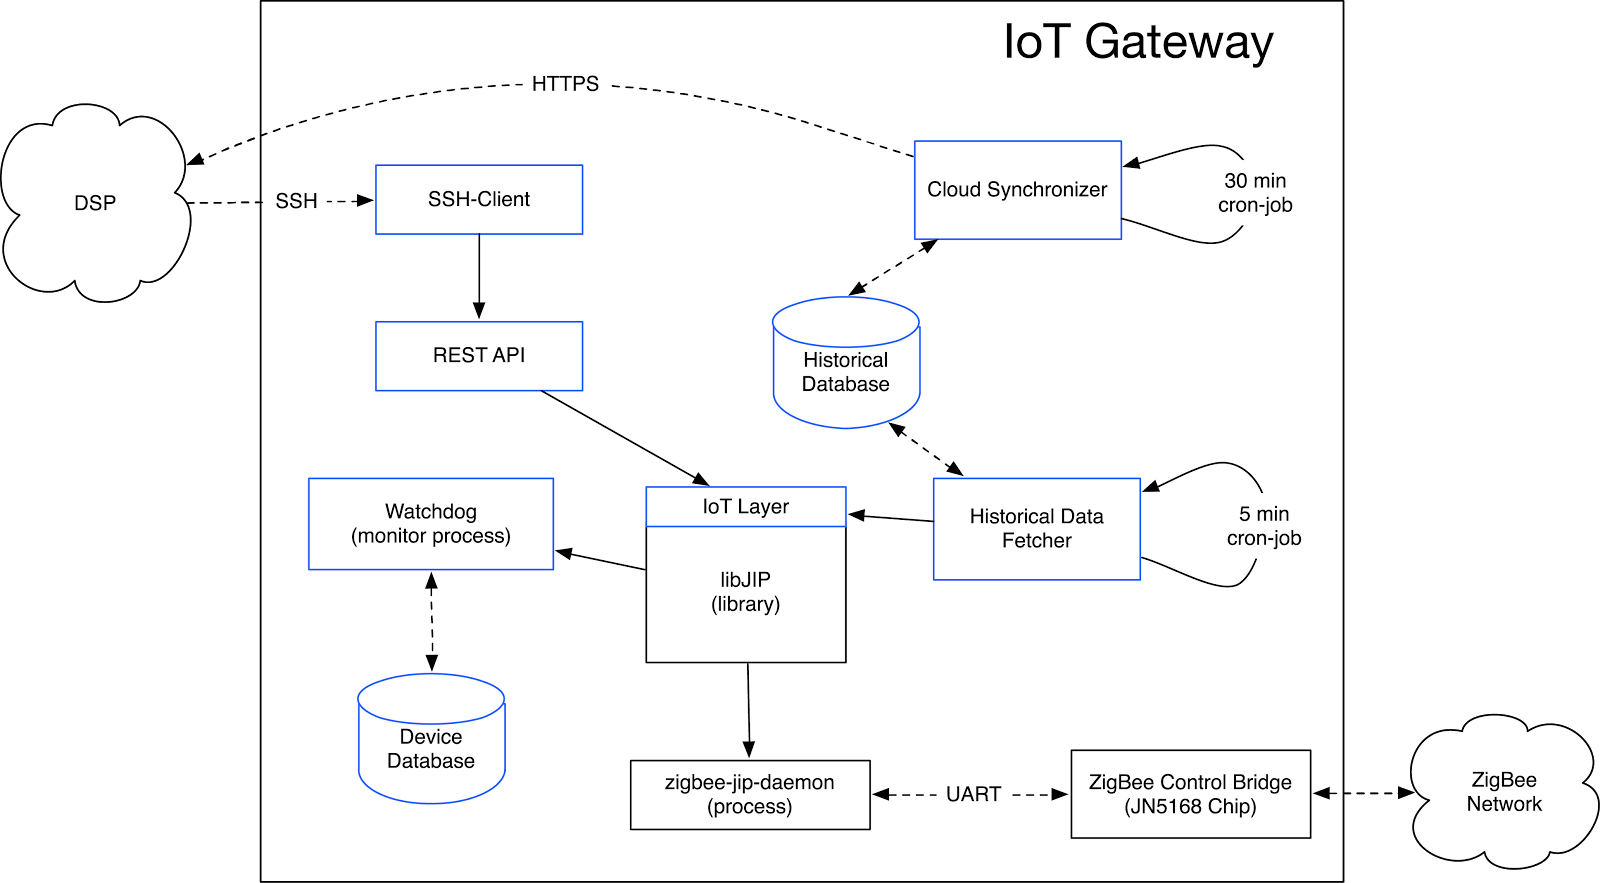 IoT Gateway
HTTPS
DSP
SSH
SSH-Client
Cloud Synchronizer
30 min
cron-job
REST API
Historical
Database
Watchdog
(monitor process)
IoT Layer
libJIP
(library)
Historical Data
Fetcher
5 min
cron-job
Device
Database
zigbee-jip-daemon
(process)
UART
ZigBee Control Bridge
(JN5168 Chip)
ZigBee
Network